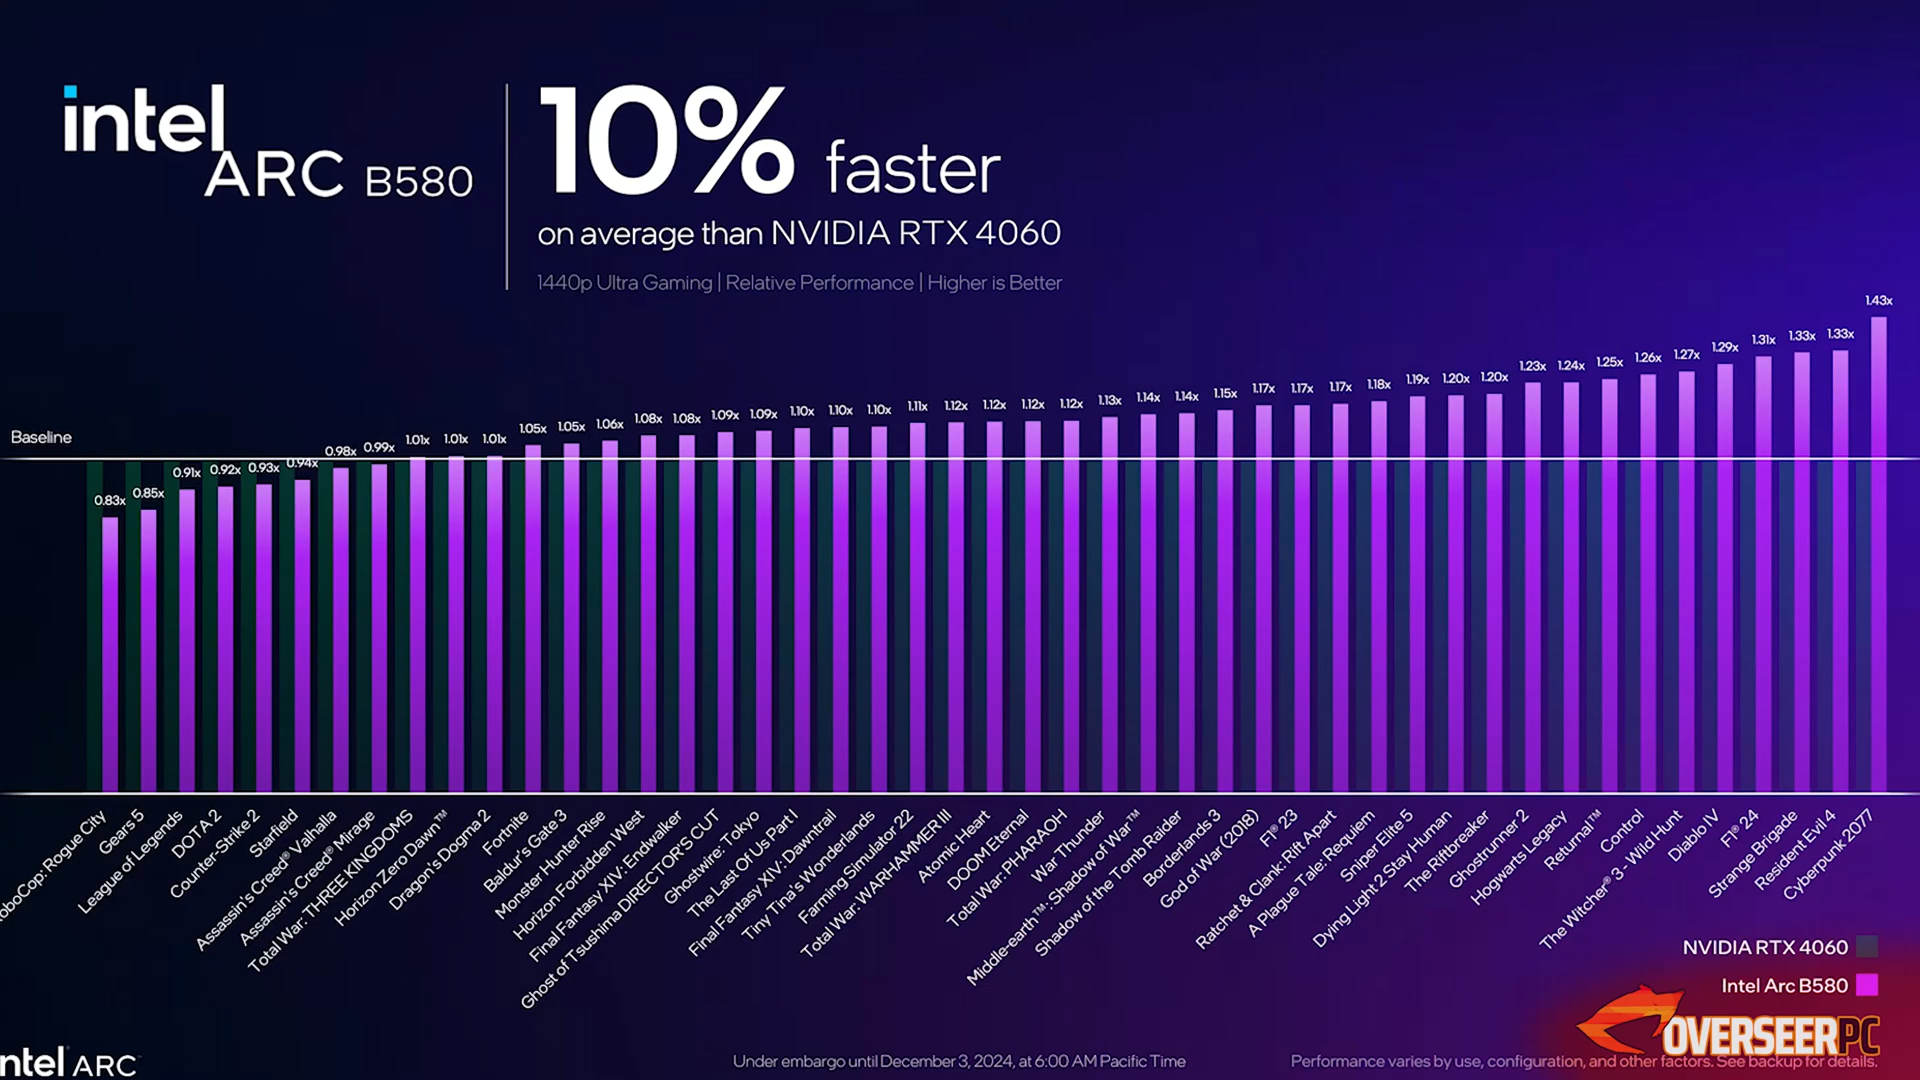 intel
ARC B580
10% faster
on average than NVIDIA RTX 4060
1440p Ultra Gaming | Relative Performance | Higher is Better
Baseline
0.83x
0.85x
0.91x
0.92x
0.93x
0.94x
0.98x
0.99x
1.01x
1.01x
1.01x
1.05x
1.05x
1.06x
1.08x
1.08x
1.09x
1.09x
1.10x
1.10x
1.10x
1.11x
1.12x
1.12x
1.12x
1.12x
1.13x
1.14x
1.14x
1.15x
1.17x
1.17x
1.17x
1.18x
1.19x
1.20x
1.20x
1.23x
1.24x
1.25x
1.26x
1.27x
1.29x
1.31x
1.33x
1.33x
1.43x
oboCop: Rogue City
Gears 5
League of Legends
DOTA 2
Counter-Strike 2
Starfield
Assassin's Creed® Valhalla
Assassin's Creed® Mirage
Total War: THREE KINGDOMS
Horizon Zero Dawn™
Dragon's Dogma 2
Fortnite
Baldur's Gate 3
Monster Hunter Rise
Horizon Forbidden West
Final Fantasy XIV: Endwalker
Ghost of Tsushima DIRECTOR'S CUT
Ghostwire: Tokyo
The Last Of Us Part I
Final Fantasy XIV: Dawntrail
Tiny Tina's Wonderlands
Farming Simulator 22
Total War: WARHAMMER III
Atomic Heart
DOOM Eternal
Total War: PHARAOH
War Thunder
Middle-earth™: Shadow of War™
Shadow of the Tomb Raider
Borderlands 3
God of War (2018)
F1® 23
Ratchet & Clank: Rift Apart
A Plague Tale: Requiem
Sniper Elite 5
Dying Light 2 Stay Human
The Riftbreaker
Ghostrunner 2
Hogwarts Legacy
Returnal™
Control
The Witcher® 3 - Wild Hunt
Diablo IV
F1® 24
Strange Brigade
Resident Evil 4
Cyberpunk 2077
NVIDIA RTX 4060
Intel Arc B580
OVERSEERPC
ntel ARC
Under embargo until December 3, 2024, at 6:00 AM Pacific Time
Performance varies by use, configuration, and other factors. See backup for details.